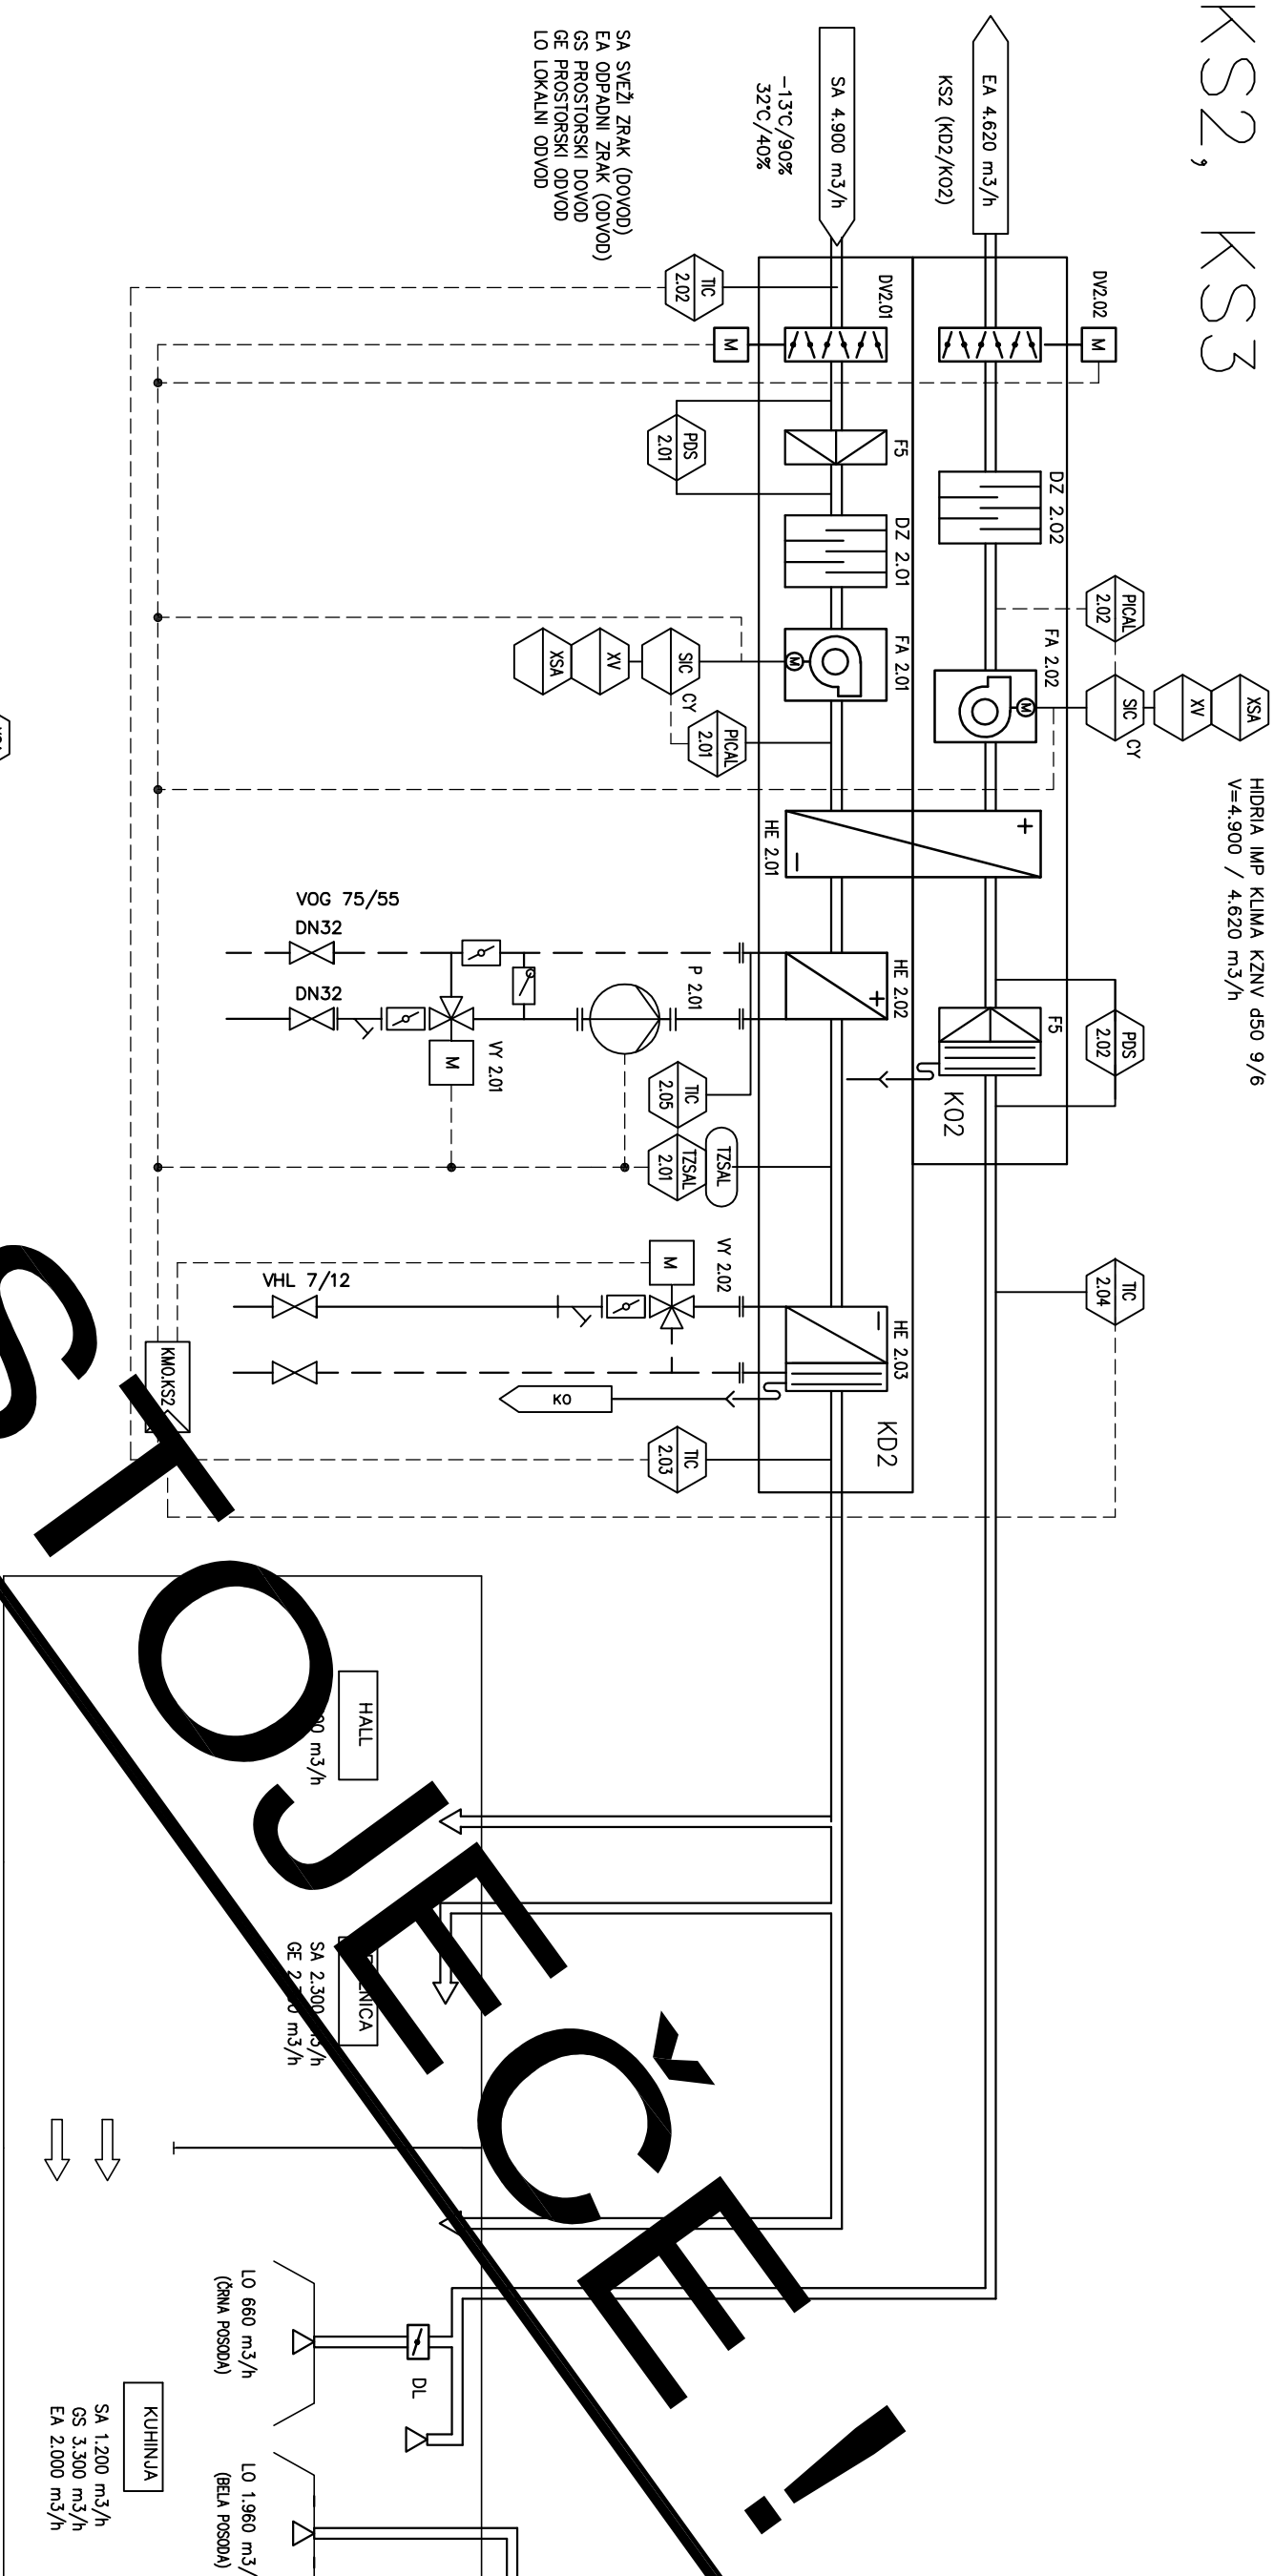 KS2, KS3
HIDRIA IMP KLIMA KZNV d50 9/6
V=4.900 / 4.620 m3/h
XSA
XV
SIC
CY
PICAL
2.02
FA 2.02
DV2.02
M
EA 4.620 m3/h
KS2 (KD2/KO2)
DZ 2.02
M
PDS
2.02
F5
KO2
TIC
2.04
SA 4.900 m3/h
-13°C/90%
32°C/40%
DV2.01
M
TIC
2.02
F5
PDS
2.01
DZ 2.01
FA 2.01
M
SIC
XV
XSA
CY
PICAL
2.01
HE 2.01
+
−
HE 2.02
+
P 2.01
VOG 75/55
DN32
DN32
VY 2.01
M
TIC
2.05
TZSAL
TZSAL
2.01
HE 2.03
−
KD2
VY 2.02
M
VHL 7/12
KO
TIC
2.03
KMO.KS2
SA SVEŽI ZRAK (DOVOD)
EA ODPADNI ZRAK (ODVOD)
GS PROSTORSKI DOVOD
GE PROSTORSKI ODVOD
LO LOKALNI ODVOD
HALL
m3/h
SA 2.300
m3/h
GE
m3/h
DL
LO 660 m3/h
(ČRNA POSODA)
LO 1.960
(BELA POSODA)
KUHINJA
SA 1.200 m3/h
GS 3.300 m3/h
EA 2.000 m3/h
STOJEČE !